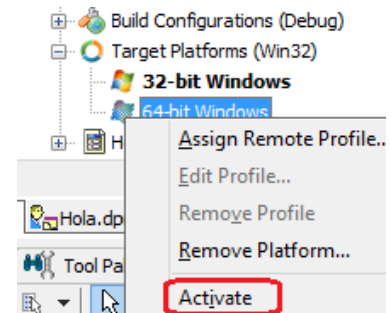 Build Configurations (Debug)
Target Platforms (Win32)
32-bit Windows
64-bit Windows
H
Assign Remote Profile...
Edit Profile...
Remove Profile
Remove Platform...
Hola.dp
Tool Pa
Activate